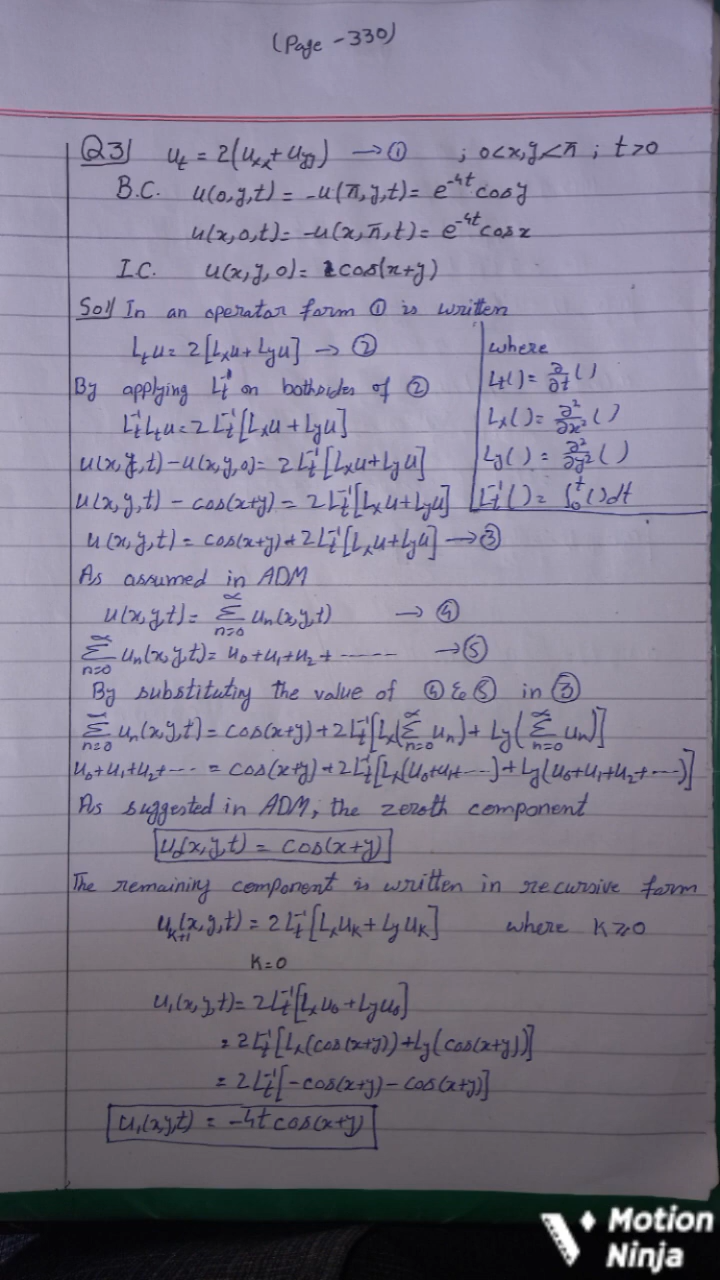 (Page - 330)
Q3) u_t = 2(u_xx + u_yy) → ① ; 0<x,y<π ; t>0
B.C. u(0,y,t) = -u(π,y,t) = e^{-4t} cos y
u(x,0,t) = -u(x,π,t) = e^{-4t} cos x
I.C. u(x,y,0) = cos(x+y)
Sol) In an operator form ① is written
L_t u = 2[L_x u + L_y u] → ②
where
L_t( ) = ∂/∂t ( )
L_x( ) = ∂²/∂x² ( )
L_y( ) = ∂²/∂y² ( )
L_t^{-1}( ) = ∫_0^t ( )dt
By applying L_t^{-1} on bothsides of ②
L_t^{-1} L_t u = 2 L_t^{-1}[L_x u + L_y u]
u(x,y,t) - u(x,y,0) = 2 L_t^{-1}[L_x u + L_y u]
u(x,y,t) - cos(x+y) = 2 L_t^{-1}[L_x u + L_y u]
u(x,y,t) = cos(x+y) + 2 L_t^{-1}[L_x u + L_y u] → ③
As assumed in ADM
u(x,y,t) = ∑_{n=0}^∞ u_n(x,y,t) → ④
∑_{n=0}^∞ u_n(x,y,t) = u_0 + u_1 + u_2 + ------ → ⑤
By substituting the value of ④ & ⑤ in ③
∑_{n=0}^∞ u_n(x,y,t) = cos(x+y) + 2 L_t^{-1}[L_x(∑_{n=0}^∞ u_n) + L_y(∑_{n=0}^∞ u_n)]
u_0 + u_1 + u_2 + --- = cos(x+y) + 2 L_t^{-1}[L_x(u_0 + u_1 + ---) + L_y(u_0 + u_1 + u_2 + ---)]
As suggested in ADM, the zeroth component
u_0(x,y,t) = cos(x+y)
The remaining component is written in recursive form
u_{k+1}(x,y,t) = 2 L_t^{-1}[L_x u_K + L_y u_K] where K ≥ 0
K=0
u_1(x,y,t) = 2 L_t^{-1}[L_x u_0 + L_y u_0]
= 2 L_t^{-1}[L_x(cos(x+y)) + L_y(cos(x+y))]
= 2 L_t^{-1}[-cos(x+y) - cos(x+y)]
u_1(x,y,t) = -4t cos(x+y)
Motion
Ninja